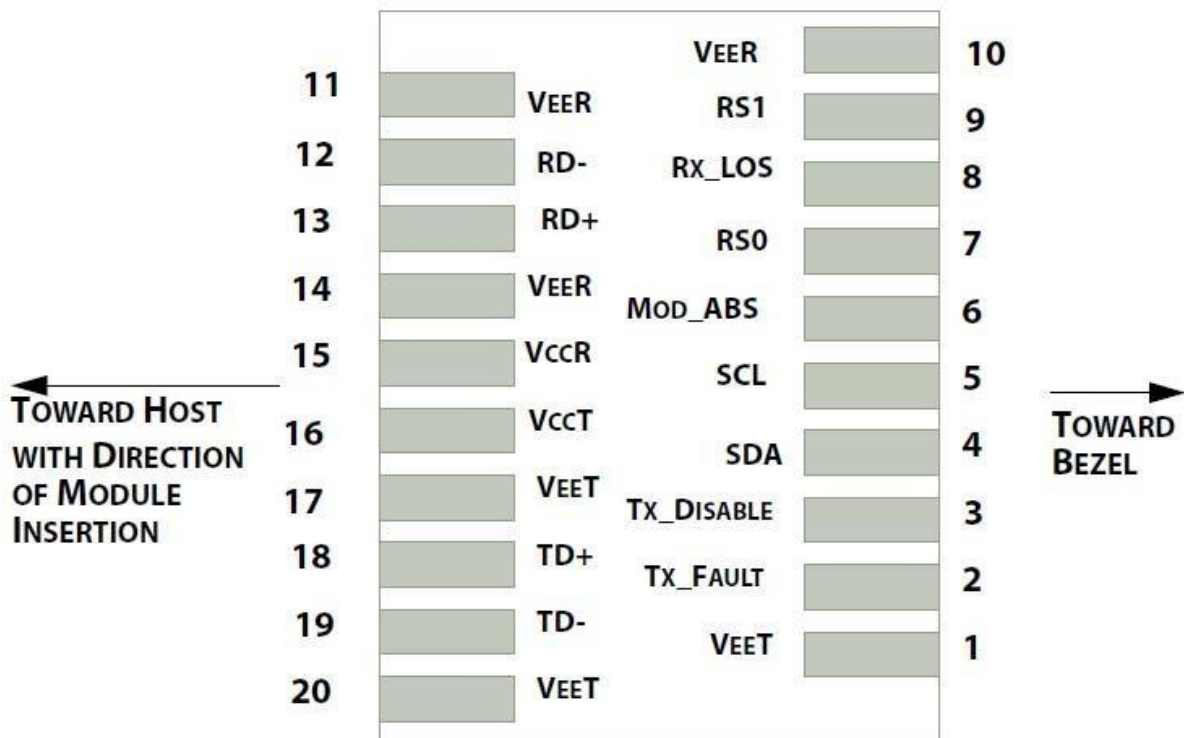 11 VEER
12 RD-
13 RD+
14 VEER
15 VCCR
16 VCCT
17 VEET
18 TD+
19 TD-
20 VEET
VEER 10
RS1 9
RX_LOS 8
RS0 7
MOD_ABS 6
SCL 5
SDA 4
TX_DISABLE 3
TX_FAULT 2
VEET 1
TOWARD HOST
WITH DIRECTION
OF MODULE
INSERTION
TOWARD
BEZEL